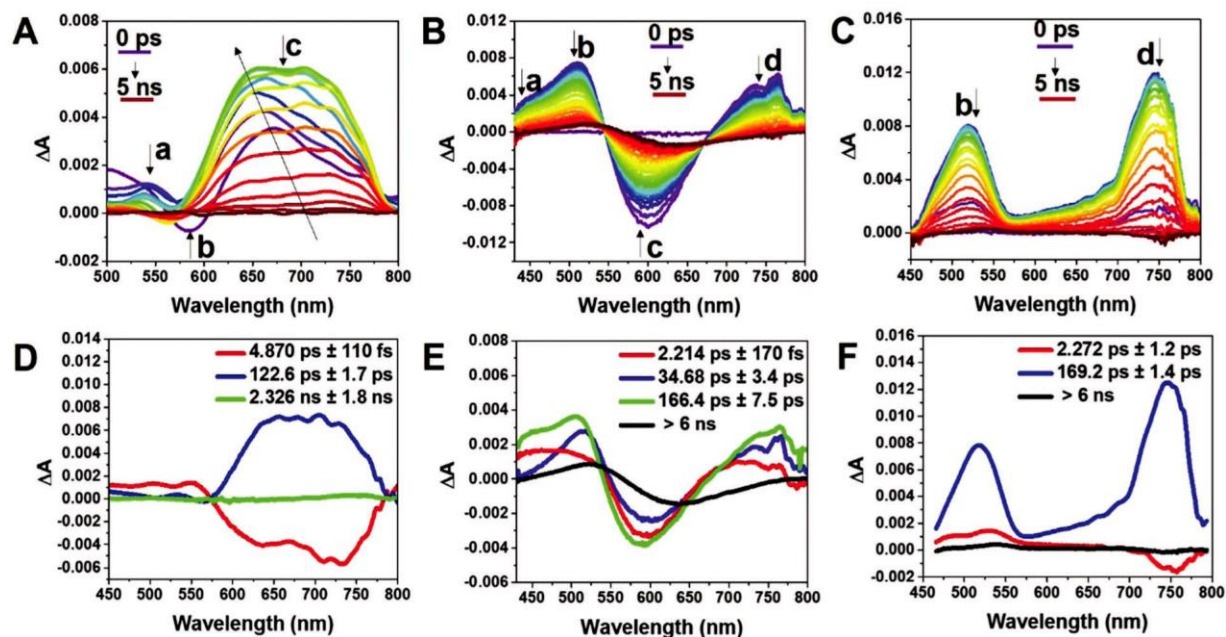 A
0 ps
5 ns
a
b
c
0.008
0.006
0.004
0.002
0.000
-0.002
ΔA
500 550 600 650 700 750 800
Wavelength (nm)
B
0 ps
5 ns
a
b
c
d
0.012
0.008
0.004
0.000
-0.004
-0.008
-0.012
ΔA
450 500 550 600 650 700 750 800
Wavelength (nm)
C
0 ps
5 ns
b
d
0.016
0.012
0.008
0.004
0.000
ΔA
450 500 550 600 650 700 750 800
Wavelength (nm)
D
4.870 ps ± 110 fs
122.6 ps ± 1.7 ps
2.326 ns ± 1.8 ns
0.014
0.012
0.010
0.008
0.006
0.004
0.002
0.000
-0.002
-0.004
-0.006
ΔA
450 500 550 600 650 700 750 800
Wavelength (nm)
E
2.214 ps ± 170 fs
34.68 ps ± 3.4 ps
166.4 ps ± 7.5 ps
> 6 ns
0.008
0.006
0.004
0.002
0.000
-0.002
-0.004
-0.006
ΔA
450 500 550 600 650 700 750 800
Wavelength (nm)
F
2.272 ps ± 1.2 ps
169.2 ps ± 1.4 ps
> 6 ns
0.016
0.014
0.012
0.010
0.008
0.006
0.004
0.002
0.000
-0.002
ΔA
450 500 550 600 650 700 750 800
Wavelength (nm)